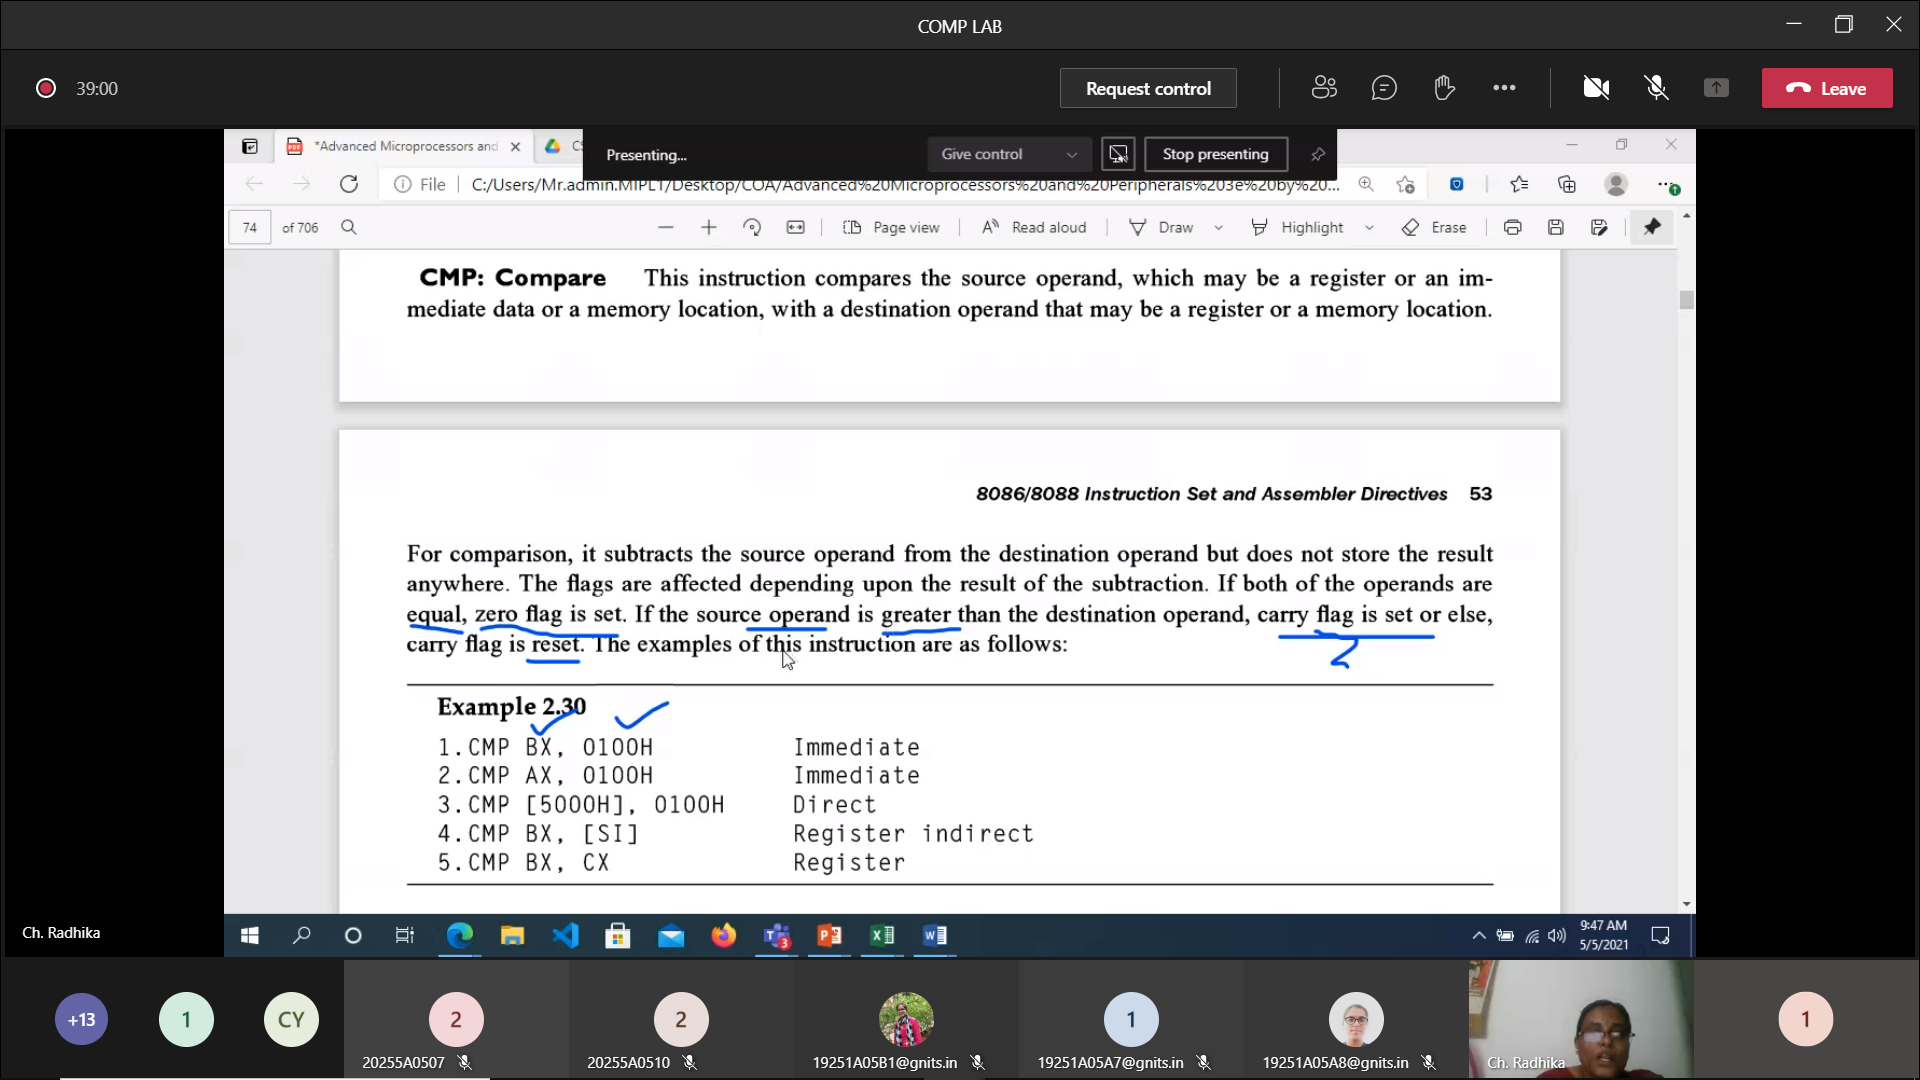 COMP LAB
39:00
Request control
Leave
*Advanced Microprocessors and
Presenting...
Give control
Stop presenting
File
C:/Users/Mr.admin.MIPL1/Desktop/COA/Advanced%20Microprocessors%20and%20Peripherals%203e%20by%20...
74
of 706
Page view
Read aloud
Draw
Highlight
Erase
CMP: Compare This instruction compares the source operand, which may be a register or an im-
mediate data or a memory location, with a destination operand that may be a register or a memory location.
8086/8088 Instruction Set and Assembler Directives 53
For comparison, it subtracts the source operand from the destination operand but does not store the result
anywhere. The flags are affected depending upon the result of the subtraction. If both of the operands are
equal, zero flag is set. If the source operand is greater than the destination operand, carry flag is set or else,
carry flag is reset. The examples of this instruction are as follows:
Example 2.30
1.CMP BX, 0100H Immediate
2.CMP AX, 0100H Immediate
3.CMP [5000H], 0100H Direct
4.CMP BX, [SI] Register indirect
5.CMP BX, CX Register
Ch. Radhika
3
9:47 AM
5/5/2021
+13
1
CY
2
2
1
1
20255A0507
20255A0510
19251A05B1@gnits.in
19251A05A7@gnits.in
19251A05A8@gnits.in
Ch. Radhika